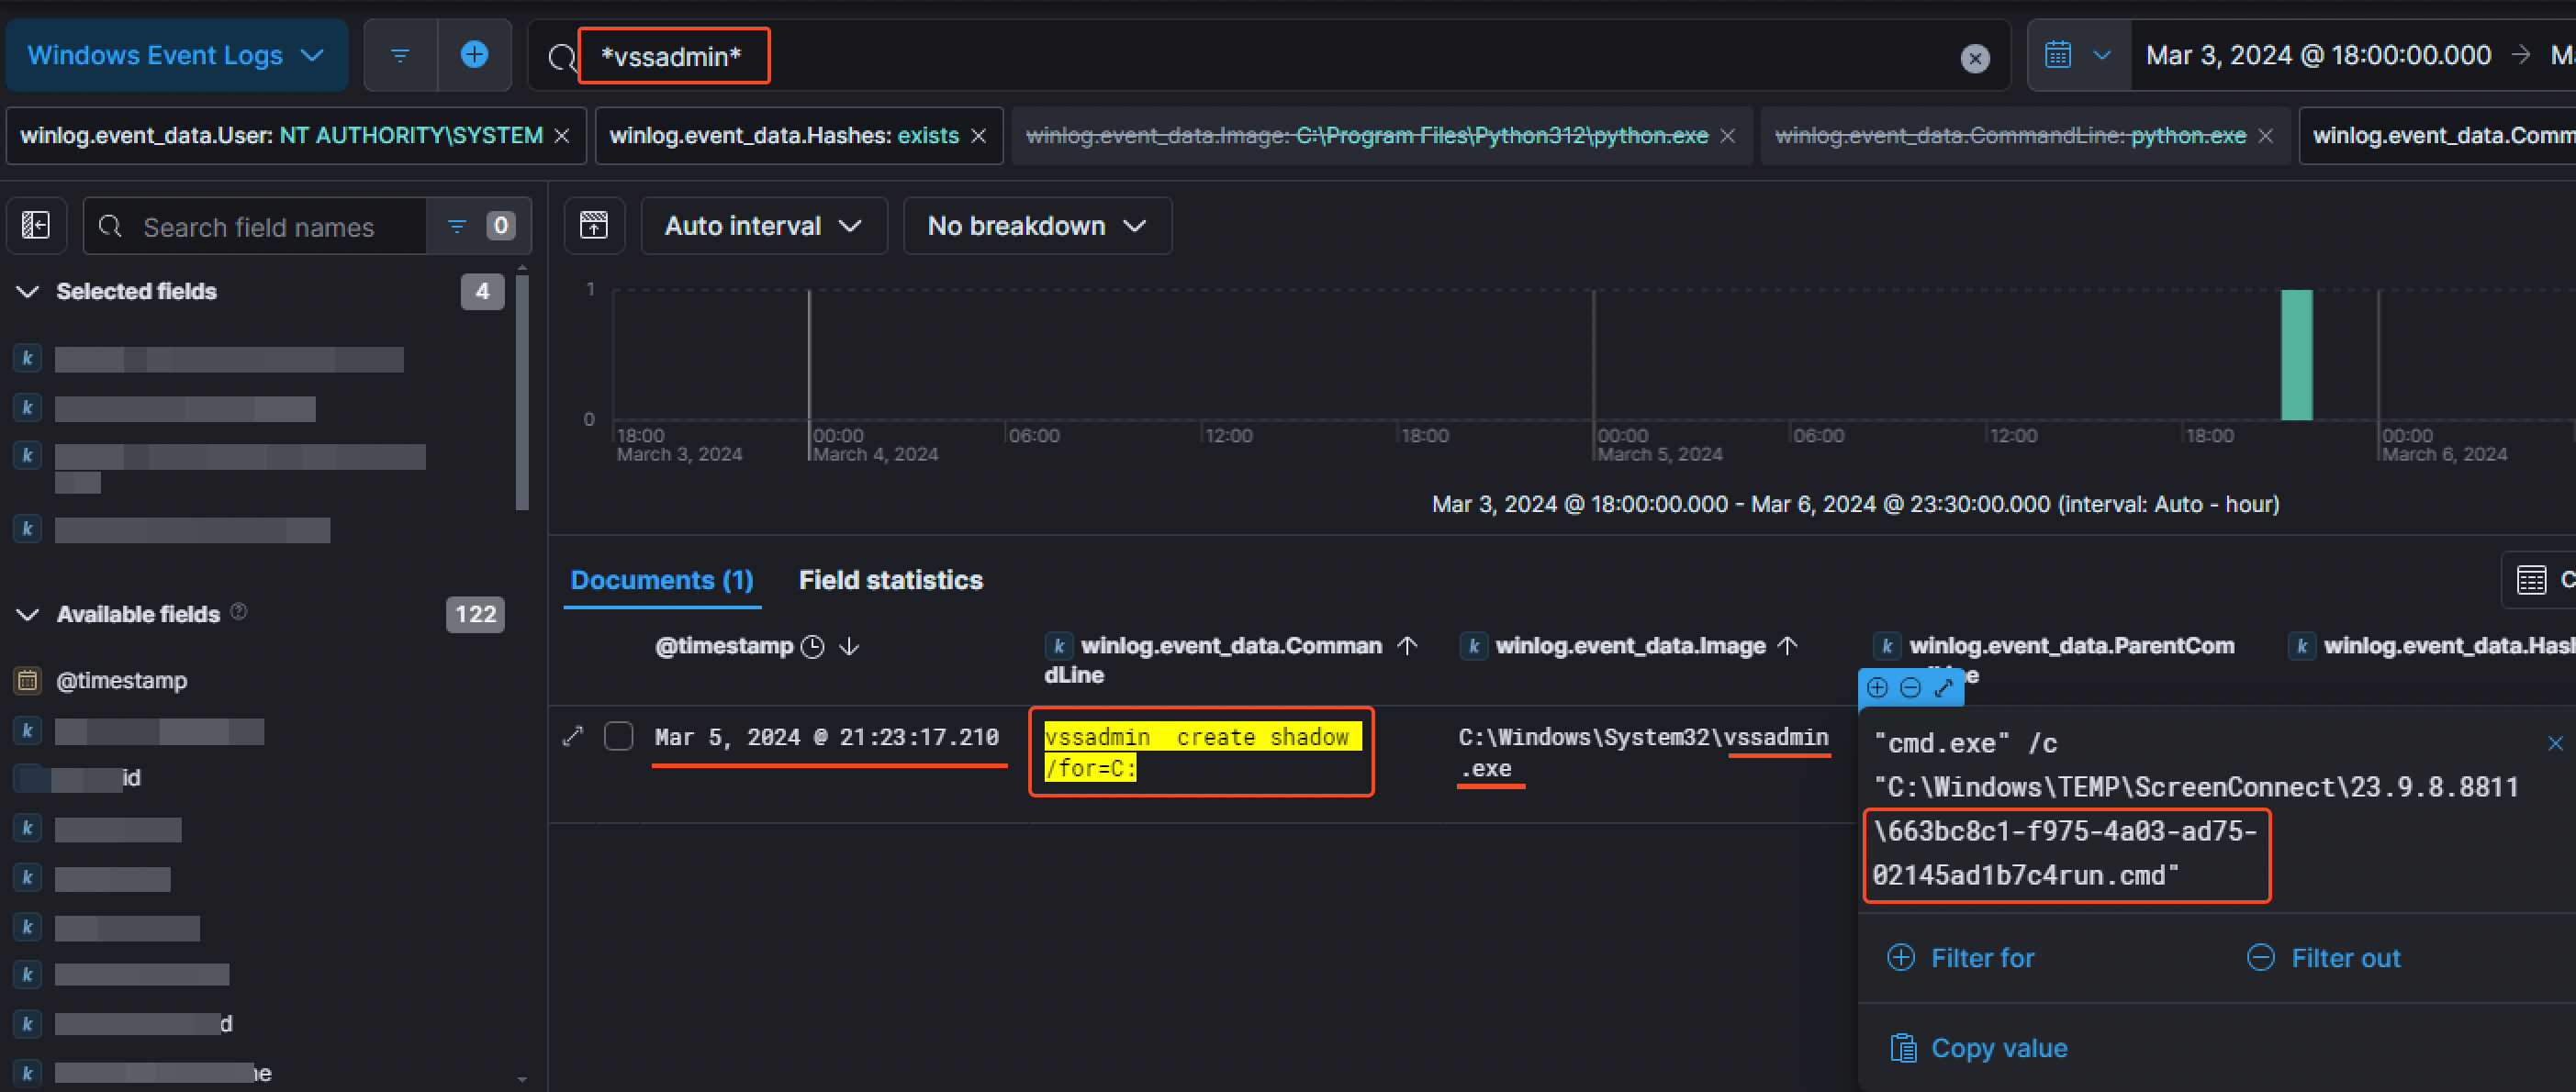 Windows Event Logs
*vssadmin*
Mar 3, 2024 @ 18:00:00.000 →
winlog.event_data.User: NT AUTHORITY\SYSTEM
winlog.event_data.Hashes: exists
winlog.event_data.Image: C:\Program Files\Python312\python.exe
winlog.event_data.CommandLine: python.exe
winlog.event_data.Comm
Search field names
0
Auto interval
No breakdown
Selected fields
4
k
k
k
k
1
0
18:00
March 3, 2024
00:00
March 4, 2024
06:00
12:00
18:00
00:00
March 5, 2024
06:00
12:00
18:00
00:00
March 6, 2024
Mar 3, 2024 @ 18:00:00.000 - Mar 6, 2024 @ 23:30:00.000 (interval: Auto - hour)
Available fields
122
@timestamp
k
id
k
k
k
k
k
d
k
e
Documents (1)
Field statistics
C
@timestamp
k winlog.event_data.Comman
dLine
k winlog.event_data.Image
k winlog.event_data.ParentCom
e
k winlog.event_data.Hash
Mar 5, 2024 @ 21:23:17.210
vssadmin  create shadow
/for=C:
C:\Windows\System32\vssadmin
.exe
"cmd.exe" /c
"C:\Windows\TEMP\ScreenConnect\23.9.8.8811
\663bc8c1-f975-4a03-ad75-
02145ad1b7c4run.cmd"
Filter for
Filter out
Copy value